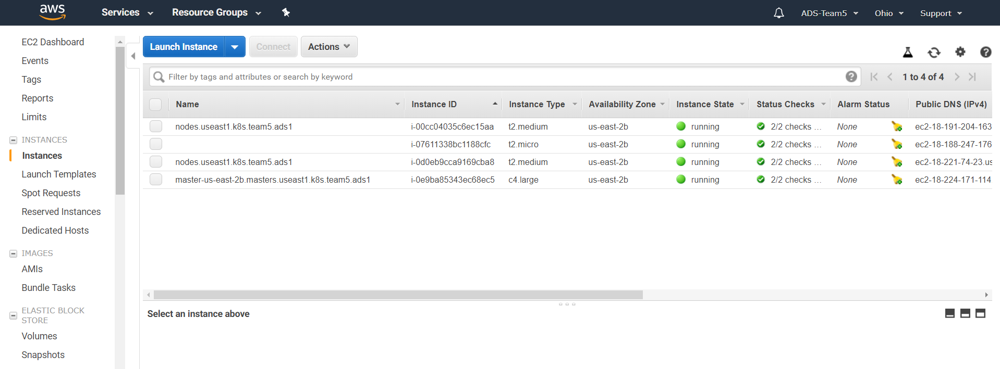 aws
Services
Resource Groups
ADS-Team5
Ohio
Support
EC2 Dashboard
Events
Tags
Reports
Limits
INSTANCES
Instances
Launch Templates
Spot Requests
Reserved Instances
Dedicated Hosts
IMAGES
AMIs
Bundle Tasks
ELASTIC BLOCK
STORE
Volumes
Snapshots
Launch Instance
Connect
Actions
Filter by tags and attributes or search by keyword
1 to 4 of 4
Name Instance ID Instance Type Availability Zone Instance State Status Checks Alarm Status Public DNS (IPv4)
nodes.useast1.k8s.team5.ads1 i-00cc04035c6ec15aa t2.medium us-east-2b running 2/2 checks ... None ec2-18-191-204-163
i-07611338bc1188cfc t2.micro us-east-2b running 2/2 checks ... None ec2-18-188-247-176
nodes.useast1.k8s.team5.ads1 i-0d0eb9cca9169cba8 t2.medium us-east-2b running 2/2 checks ... None ec2-18-221-74-23.us
master-us-east-2b.masters.useast1.k8s.team5.ads1 i-0e9ba85343ec68ec5 c4.large us-east-2b running 2/2 checks ... None ec2-18-224-171-114
Select an instance above